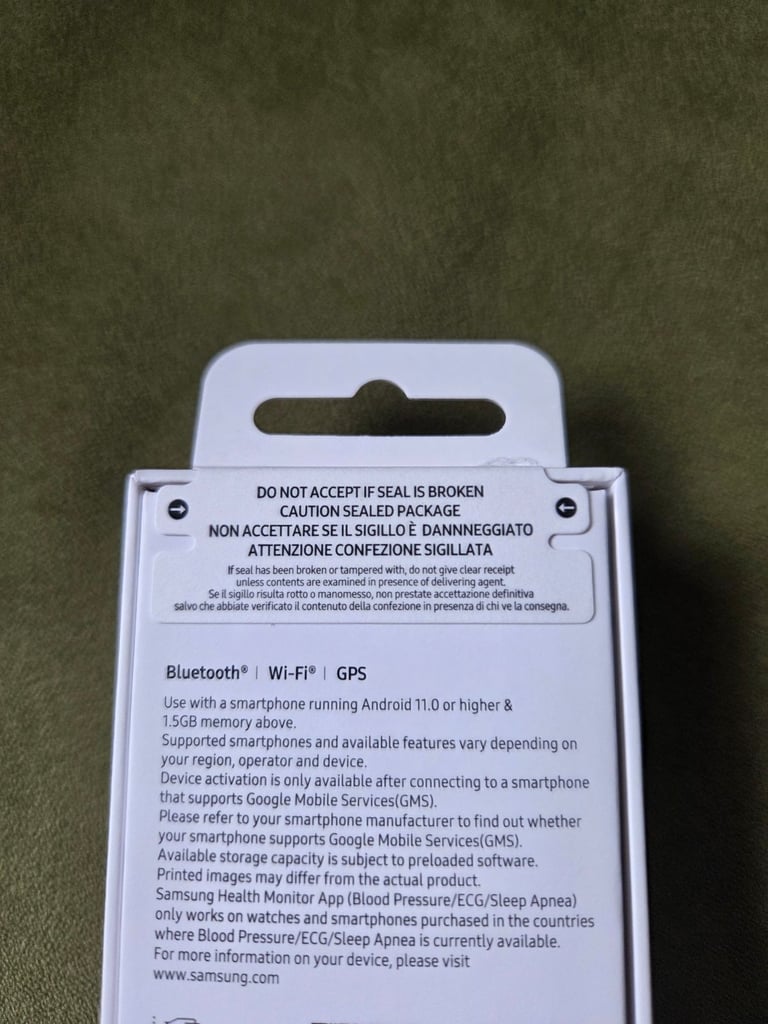 DO NOT ACCEPT IF SEAL IS BROKEN
CAUTION SEALED PACKAGE
NON ACCETTARE SE IL SIGILLO È DANNNEGGIATO
ATTENZIONE CONFEZIONE SIGILLATA
If seal has been broken or tampered with, do not give clear receipt
unless contents are examined in presence of delivering agent.
Se il sigillo risulta rotto o manomesso, non prestate accettazione definitiva
salvo che abbiate verificato il contenuto della confezione in presenza di chi ve la consegna.
Bluetooth® | Wi-Fi® | GPS
Use with a smartphone running Android 11.0 or higher &
1.5GB memory above.
Supported smartphones and available features vary depending on
your region, operator and device.
Device activation is only available after connecting to a smartphone
that supports Google Mobile Services(GMS).
Please refer to your smartphone manufacturer to find out whether
your smartphone supports Google Mobile Services(GMS).
Available storage capacity is subject to preloaded software.
Printed images may differ from the actual product.
Samsung Health Monitor App (Blood Pressure/ECG/Sleep Apnea)
only works on watches and smartphones purchased in the countries
where Blood Pressure/ECG/Sleep Apnea is currently available.
For more information on your device, please visit
www.samsung.com